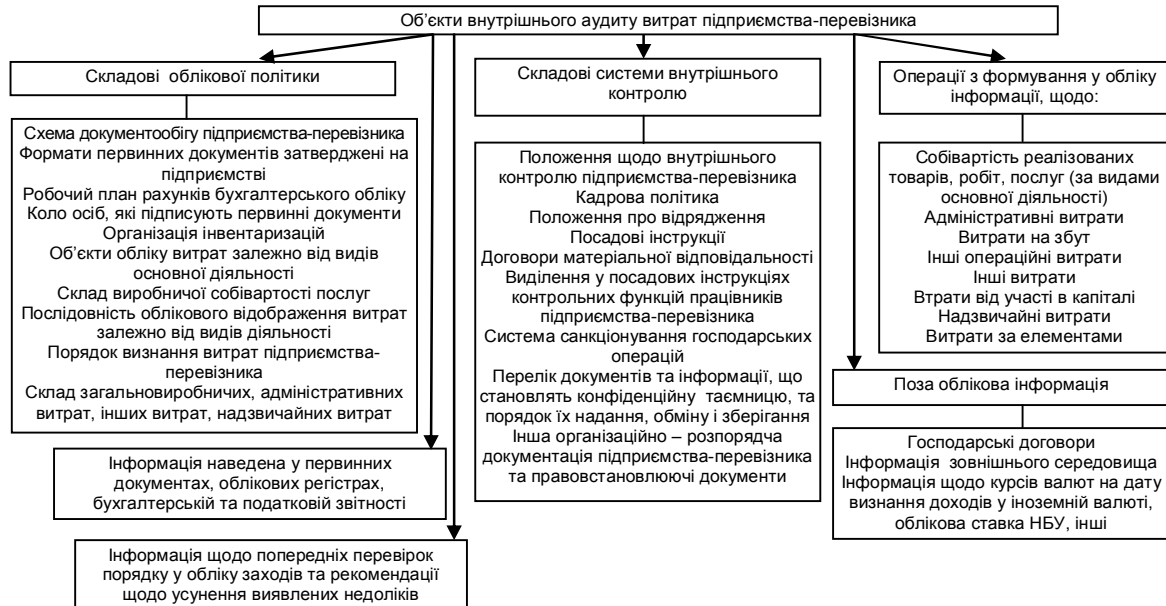 Об’єкти внутрішнього аудиту витрат підприємства-перевізника
Складові облікової політики
Схема документообігу підприємства-перевізника
Формати первинних документів затверджені на
підприємстві
Робочий план рахунків бухгалтерського обліку
Коло осіб, які підписують первинні документи
Організація інвентаризацій
Об’єкти обліку витрат залежно від видів
основної діяльності
Склад виробничої собівартості послуг
Послідовність облікового відображення витрат
залежно від видів діяльності
Порядок визнання витрат підприємства-
перевізника
Склад загальновиробничих, адміністративних
витрат, інших витрат, надзвичайних витрат
Інформація наведена у первинних
документах, облікових регістрах,
бухгалтерській та податковій звітності
Інформація щодо попередніх перевірок
порядку у обліку заходів та рекомендації
щодо усунення виявлених недоліків
Складові системи внутрішнього
контролю
Положення щодо внутрішнього
контролю підприємства-перевізника
Кадрова політика
Положення про відрядження
Посадові інструкції
Договори матеріальної відповідальності
Виділення у посадових інструкціях
контрольних функцій працівників
підприємства-перевізника
Система санкціонування господарських
операцій
Перелік документів та інформації, що
становлять конфіденційну таємницю, та
порядок їх надання, обміну і зберігання
Інша організаційно – розпорядча
документація підприємства-перевізника
та правовстановлюючі документи
Операції з формування у обліку
інформації, щодо:
Собівартість реалізованих
товарів, робіт, послуг (за видами
основної діяльності)
Адміністративні витрати
Витрати на збут
Інші операційні витрати
Інші витрати
Втрати від участі в капіталі
Надзвичайні витрати
Витрати за елементами
Поза облікова інформація
Господарські договори
Інформація зовнішнього середовища
Інформація щодо курсів валют на дату
визнання доходів у іноземній валюті,
облікова ставка НБУ, інші